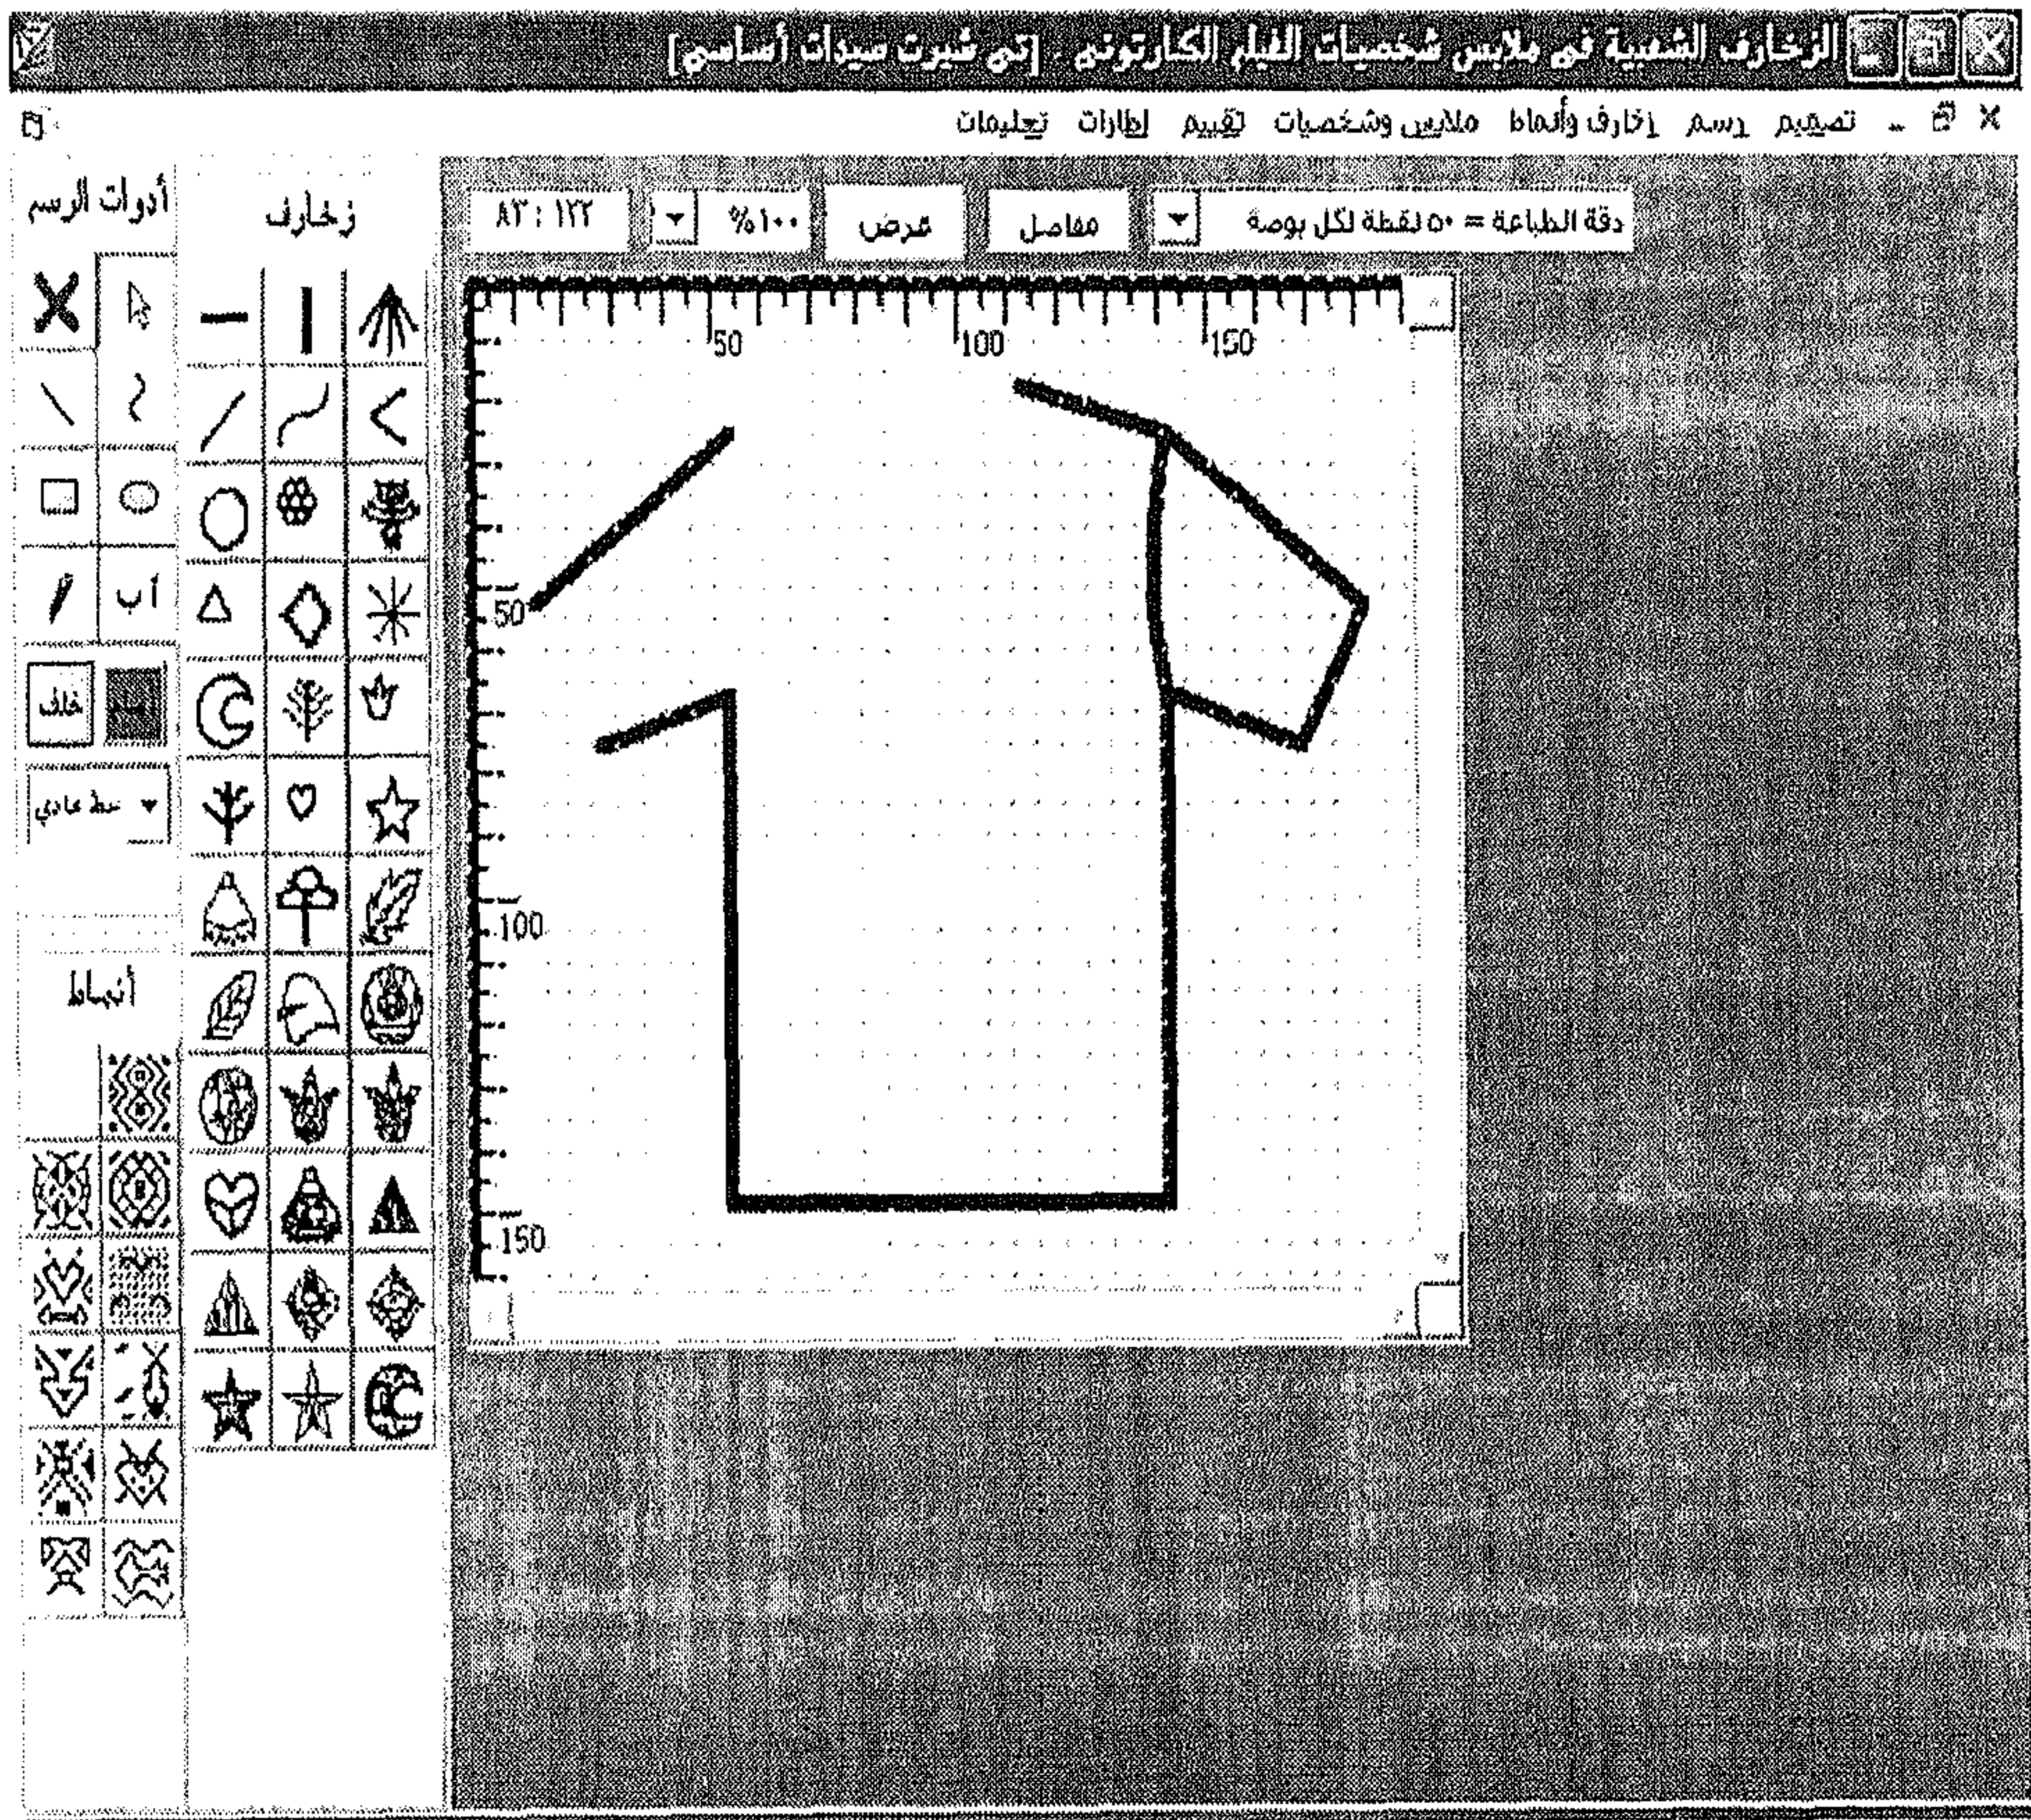 الزخارف الشعبية في ملابس شخصيات الفيلم الكارتوني - [تي شيرت سيدات أساسي]
تصميم رسم زخارف وأنماط ملابس وشخصيات تقييم إطارات تعليمات
دقة الطباعة = ٥٠ نقطة لكل بوصة مفاصل عرض ١٠٠% ١٢٢ : ٨٣
زخارف
أدوات الرسم
50 100 150
أ ب
50
خلف
خط عادي
100
أنماط
150